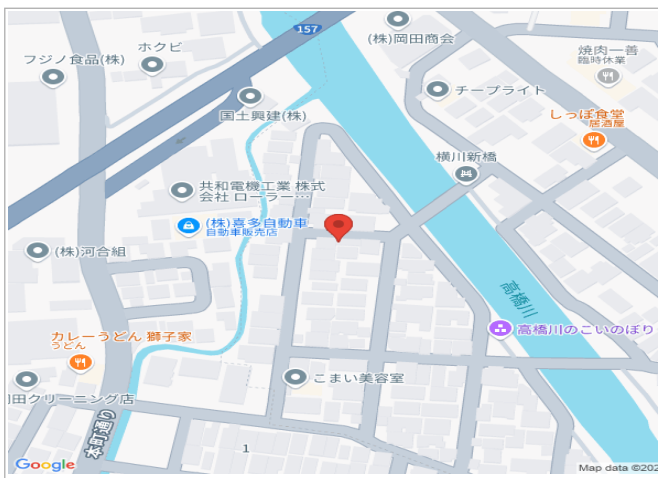 157
(株)岡田商会
ホクビ
フジノ食品(株)
焼肉一善
臨時休業
チープライト
国土興建(株)
しっぽ食堂
居酒屋
横川新橋
共和電機工業 株式
会社 ローラー…
(株)喜多自動車
自動車販売店
(株)河合組
高橋川
高橋川のこいのぼり
カレーうどん 獅子家
うどん
こまい美容室
田クリーニング店
本町通り
1
Google
Map data ©202